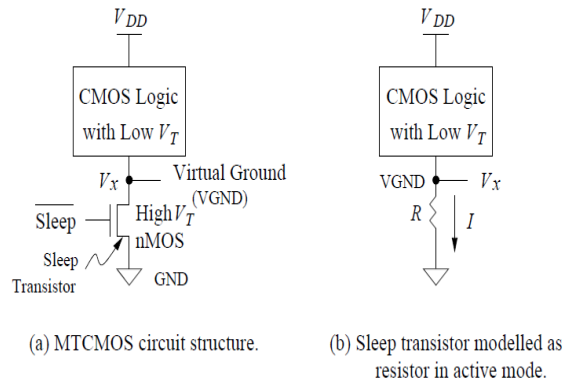 V_DD
CMOS Logic
with Low V_T
V_x
Virtual Ground
(VGND)
Sleep
High V_T
nMOS
Sleep
Transistor
GND
(a) MTCMOS circuit structure.
V_DD
CMOS Logic
with Low V_T
VGND
V_x
R
I
(b) Sleep transistor modelled as
resistor in active mode.